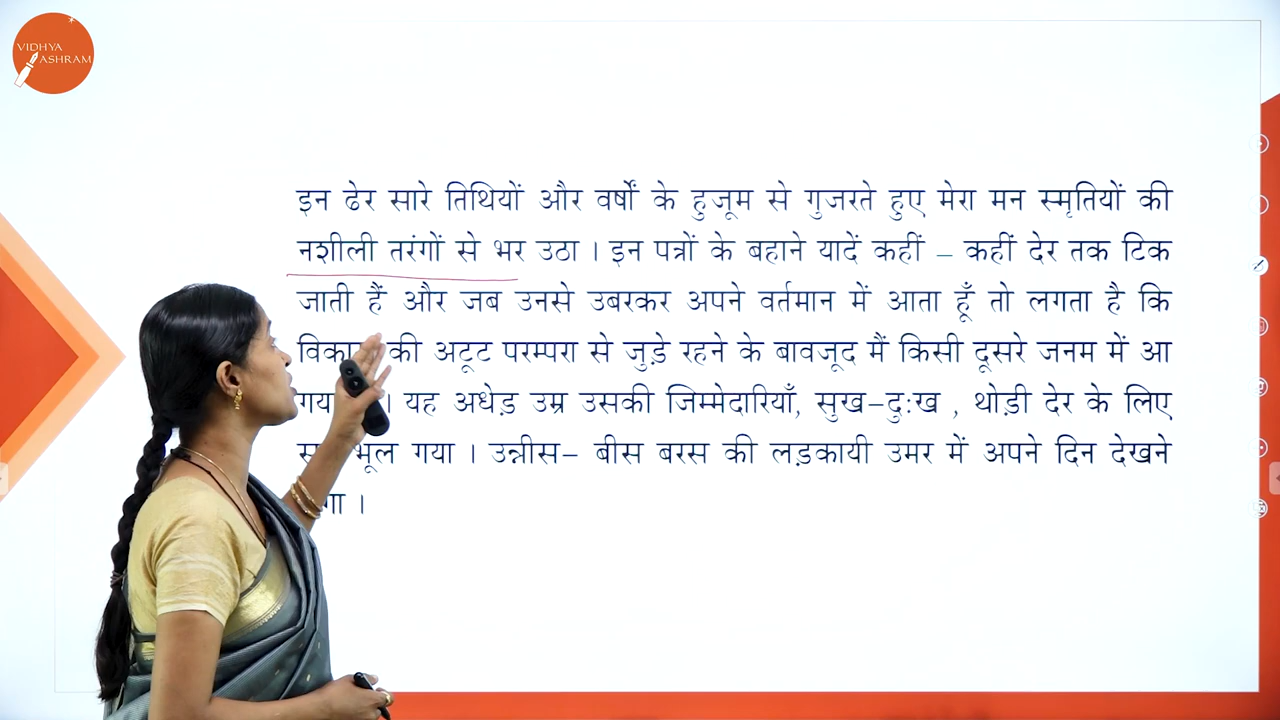 VIDHYA
ASHRAM
इन ढेर सारे तिथियों और वर्षों के हुजूम से गुजरते हुए मेरा मन स्मृतियों की
नशीली तरंगों से भर उठा । इन पत्रों के बहाने यादें कहीं – कहीं देर तक टिक
जाती हैं और जब उनसे उबरकर अपने वर्तमान में आता हूँ तो लगता है कि
की अटूट परम्परा से जुड़े रहने के बावजूद मैं किसी दूसरे जनम में आ
। यह अधेड़ उम्र उसकी जिम्मेदारियाँ, सुख–दुःख , थोड़ी देर के लिए
भूल गया । उन्नीस– बीस बरस की लड़कायी उमर में अपने दिन देखने
।